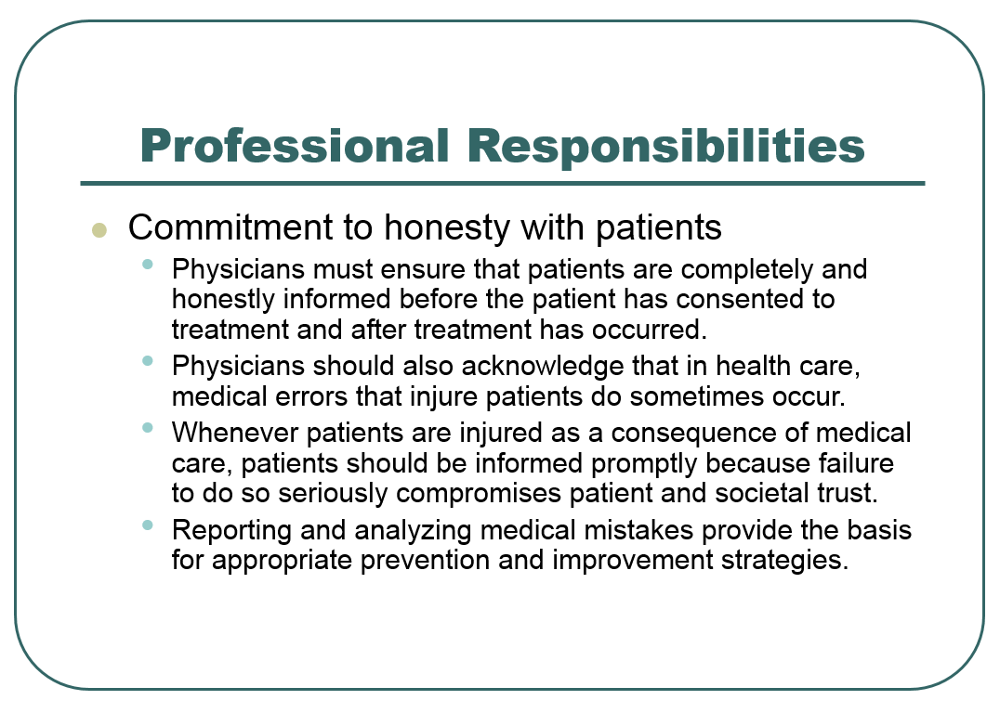 Professional Responsibilities
Commitment to honesty with patients
Physicians must ensure that patients are completely and
honestly informed before the patient has consented to
treatment and after treatment has occurred.
Physicians should also acknowledge that in health care,
medical errors that injure patients do sometimes occur.
Whenever patients are injured as a consequence of medical
care, patients should be informed promptly because failure
to do so seriously compromises patient and societal trust.
Reporting and analyzing medical mistakes provide the basis
for appropriate prevention and improvement strategies.